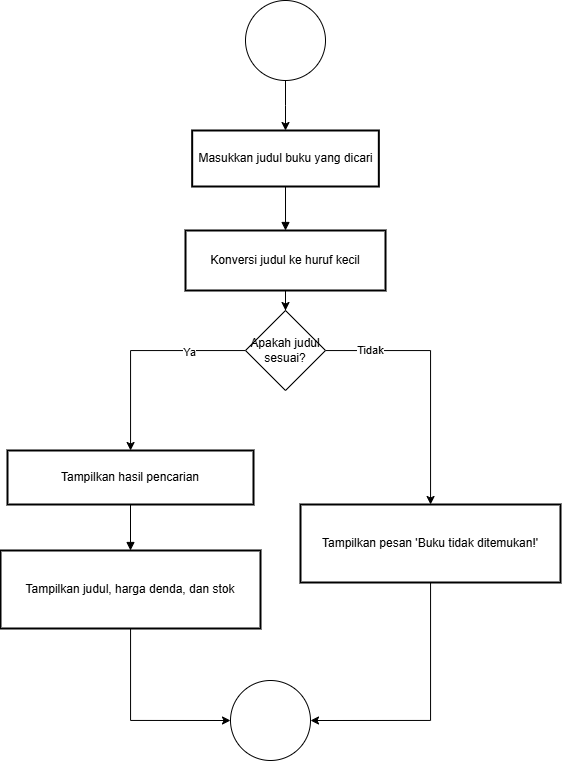 Masukkan judul buku yang dicari
Konversi judul ke huruf kecil
Apakah judul
sesuai?
Ya
Tidak
Tampilkan hasil pencarian
Tampilkan pesan 'Buku tidak ditemukan!'
Tampilkan judul, harga denda, dan stok